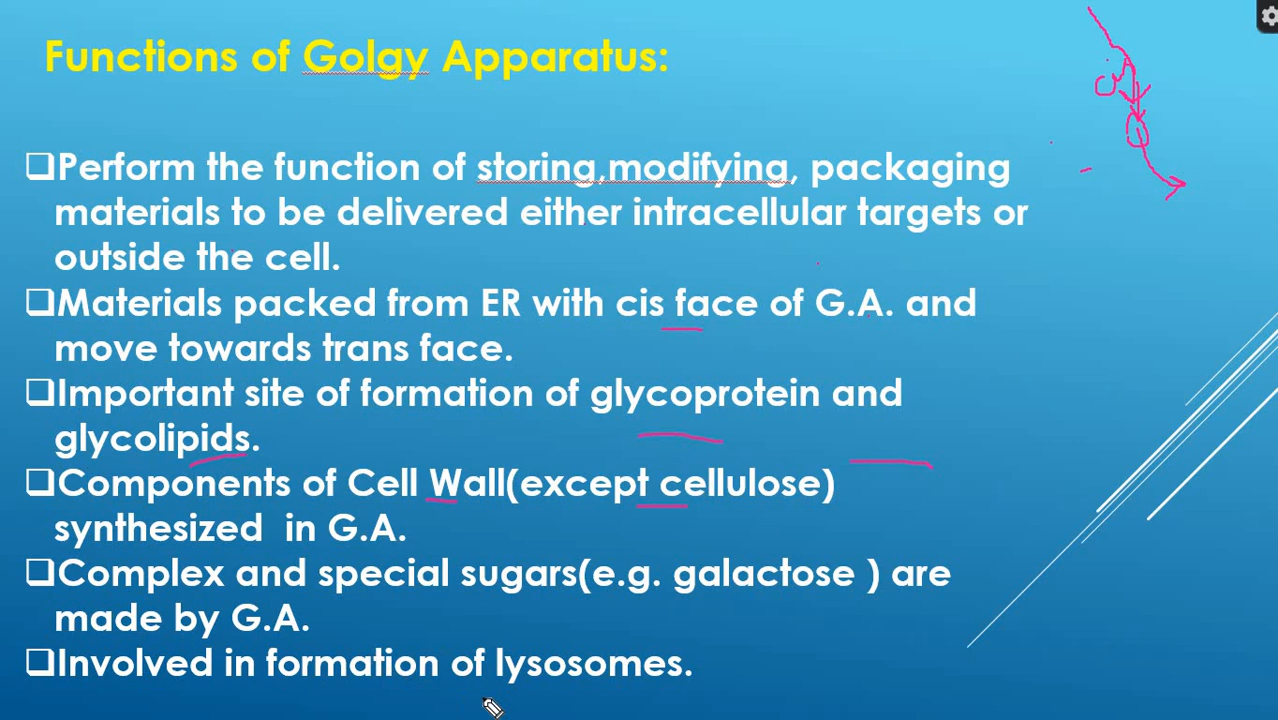 Functions of Golgy Apparatus:
❑Perform the function of storing,modifying, packaging
materials to be delivered either intracellular targets or
outside the cell.
❑Materials packed from ER with cis face of G.A. and
move towards trans face.
❑Important site of formation of glycoprotein and
glycolipids.
❑Components of Cell Wall(except cellulose)
synthesized in G.A.
❑Complex and special sugars(e.g. galactose ) are
made by G.A.
❑Involved in formation of lysosomes.